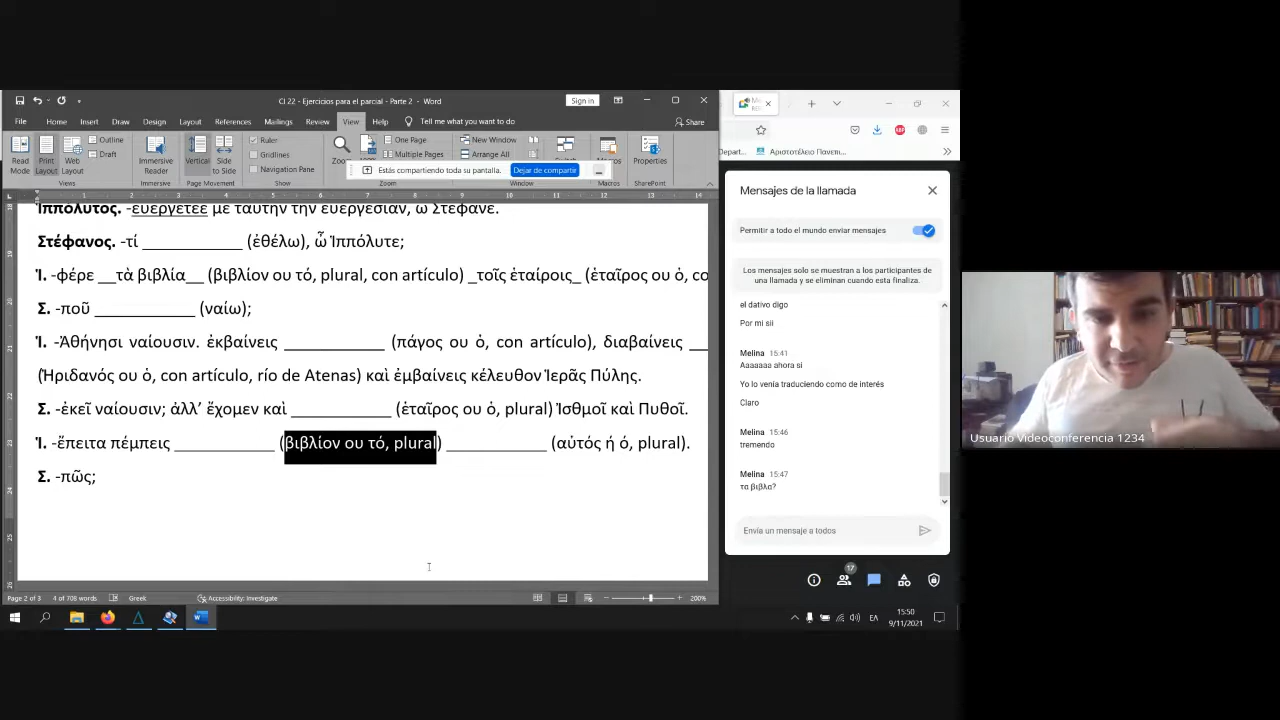 CI 22 - Ejercicios para el parcial - Parte 2 - Word
Sign in
File Home Insert Draw Design Layout References Mailings Review View Help Tell me what you want to do
Share
Read Mode
Print Layout
Web Layout
Outline
Draft
Views
Immersive Reader
Immersive
Vertical
Side to Side
Page Movement
Ruler
Gridlines
Navigation Pane
Show
Zoom
One Page
Multiple Pages
Zoom
New Window
Arrange All
Window
Macros
Properties
SharePoint
Estás compartiendo toda su pantalla.
Dejar de compartir
Ἱππόλυτος. -εὐεργέτεε με ταύτην τὴν εὐεργεσίαν, ὦ Στέφανε.
Στέφανος. -τί ____________ (ἐθέλω), ὦ Ἱππόλυτε;
Ἱ. -φέρε __τὰ βιβλία__ (βιβλίον ου τό, plural, con artículo) _τοῖς ἑταίροις_ (ἑταῖρος ου ὁ, co
Σ. -ποῦ ____________ (ναίω);
Ἱ. -Ἀθήνησι ναίουσιν. ἐκβαίνεις ____________ (πάγος ου ὁ, con artículo), διαβαίνεις __
(Ἠριδανός ου ὁ, con artículo, río de Atenas) καὶ ἐμβαίνεις κέλευθον Ἱερᾶς Πύλης.
Σ. -ἐκεῖ ναίουσιν; ἀλλ’ ἔχομεν καὶ ____________ (ἑταῖρος ου ὁ, plural) Ἰσθμοῖ καὶ Πυθοῖ.
Ἱ. -ἔπειτα πέμπεις ____________ (βιβλίον ου τό, plural) ____________ (αὐτός ή ό, plural).
Σ. -πῶς;
Page 2 of 3
4 of 708 words
Greek
Accessibility: Investigate
200%
Depart...
Αριστοτέλειο Πανεπι...
Mensajes de la llamada
Permitir a todo el mundo enviar mensajes
Los mensajes solo se muestran a los participantes de
una llamada y se eliminan cuando esta finaliza.
el dativo digo
Por mi sii
Melina 15:41
Aaaaaaa ahora si
Yo lo venia traduciendo como de interés
Claro
Melina 15:46
tremendo
Melina 15:47
τα βιβλα?
Envía un mensaje a todos
17
ΕΛ
15:50
9/11/2021
Usuario Videoconferencia 1234